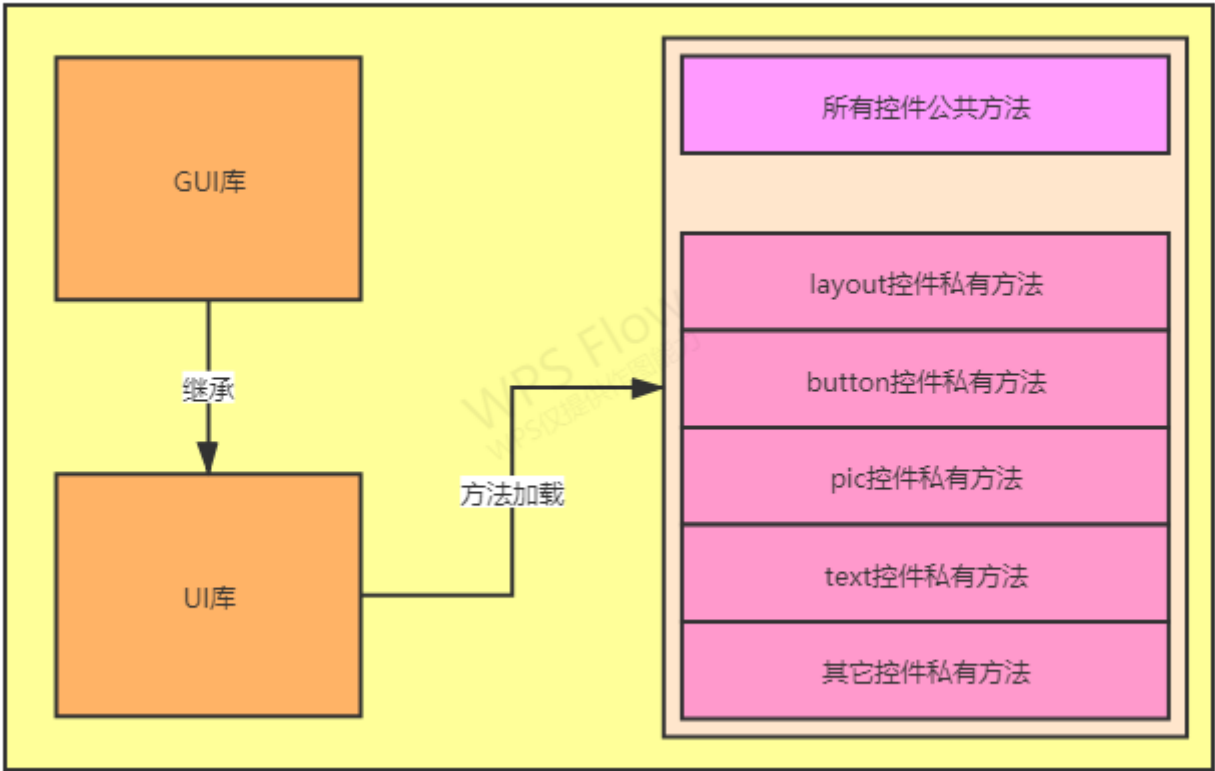 GUI库
继承
UI库
方法加载
所有控件公共方法
layout控件私有方法
button控件私有方法
pic控件私有方法
text控件私有方法
其它控件私有方法
WPS Flow